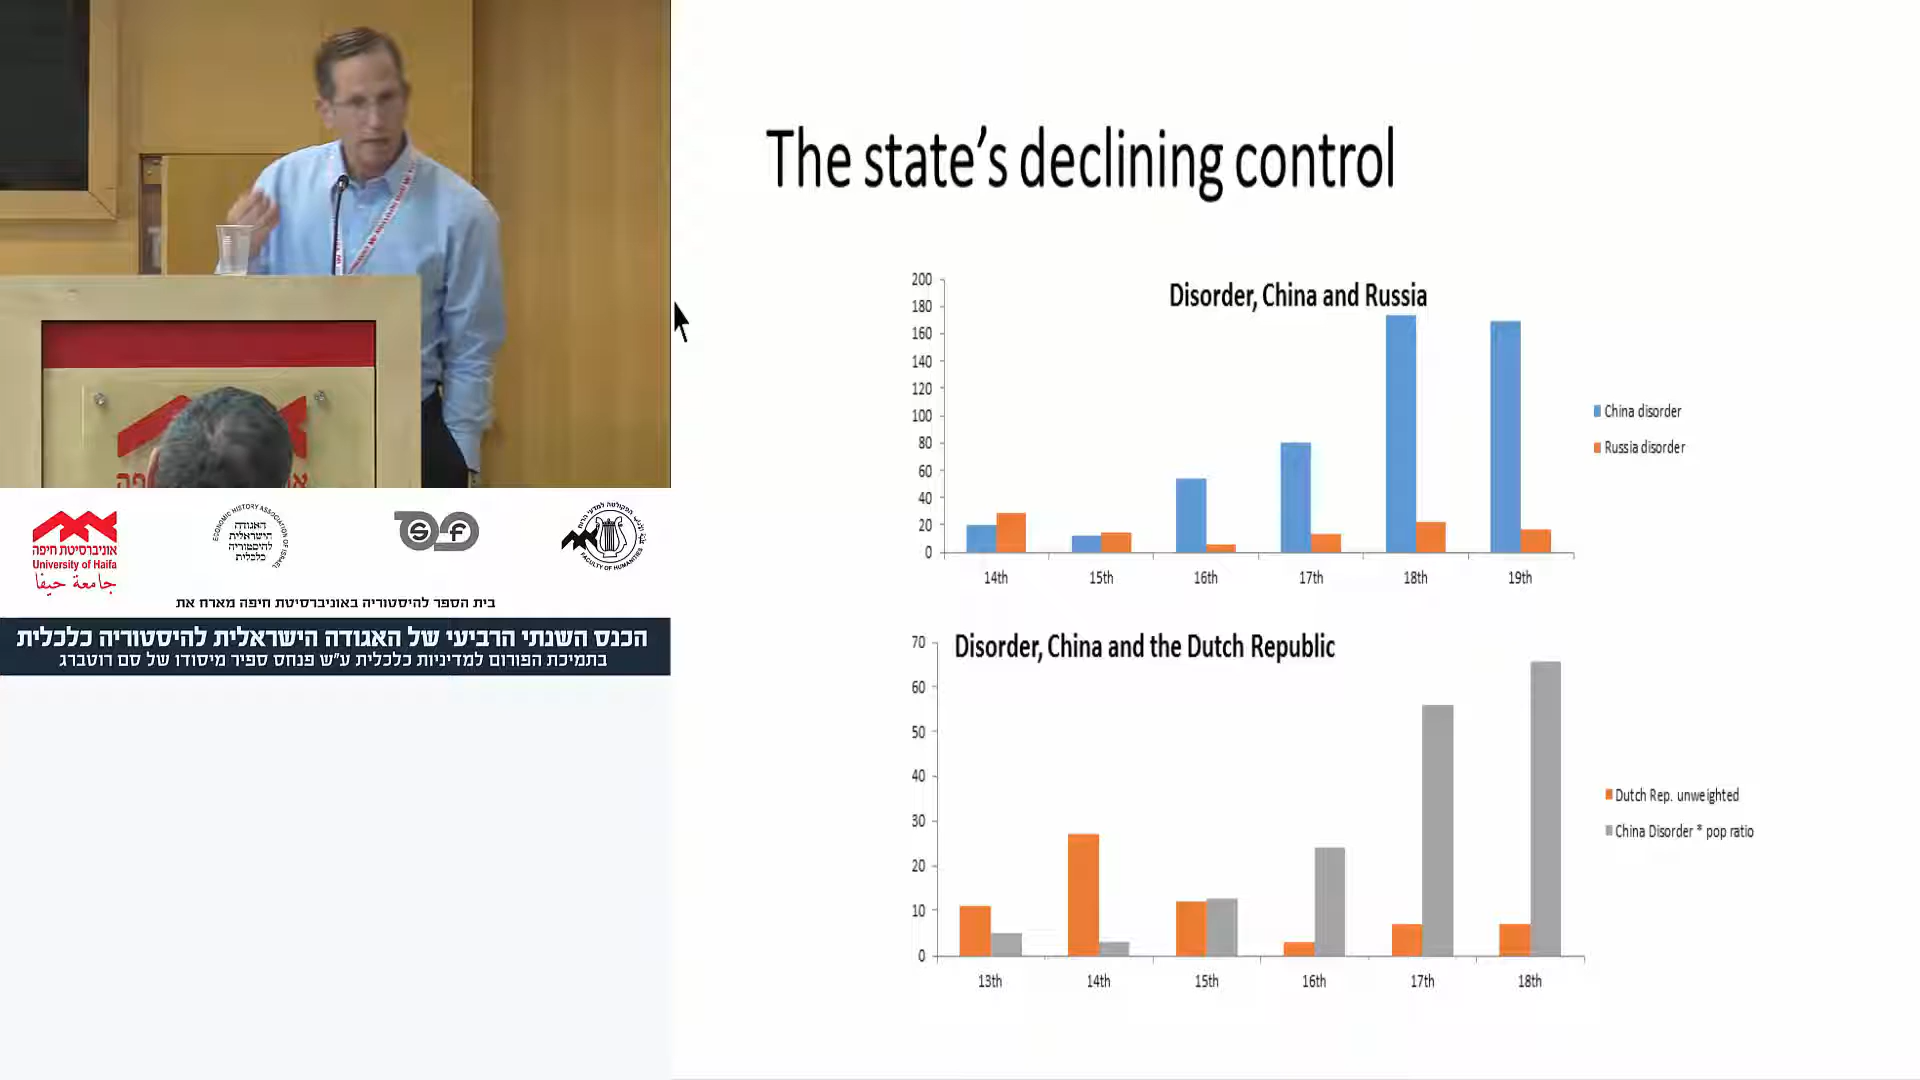 The state's declining control
Disorder, China and Russia
200
180
160
140
120
100
80
60
40
20
0
14th
15th
16th
17th
18th
19th
China disorder
Russia disorder
Disorder, China and the Dutch Republic
70
60
50
40
30
20
10
0
13th
14th
15th
16th
17th
18th
Dutch Rep. unweighted
China Disorder * pop ratio
אוניברסיטת חיפה
University of Haifa
جامعة حيفا
ECONOMIC HISTORY ASSOCIATION OF ISRAEL
האגודה
הישראלית
להיסטוריה
כלכלית
S f
הפקולטה למדעי הרוח
FACULTY OF HUMANITIES
בית הספר להיסטוריה באוניברסיטת חיפה מארח את
הכנס השנתי הרביעי של האגודה הישראלית להיסטוריה כלכלית
בתמיכת הפורום למדיניות כלכלית ע"ש פנחס ספיר מיסודו של סם רוטברג